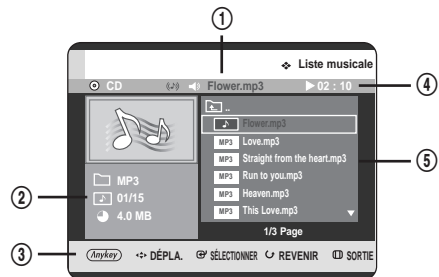 ①
❖ Liste musicale
CD Flower.mp3 ▶ 02 : 10
④
..
♪ Flower.mp3
MP3 Love.mp3
MP3 Straight from the heart.mp3
⑤
MP3 Run to you.mp3
MP3 Heaven.mp3
MP3 This Love.mp3 ▼
MP3
② 01/15
4.0 MB
1/3 Page
③ Anykey DÉPLA. SÉLECTIONNER REVENIR SORTIE